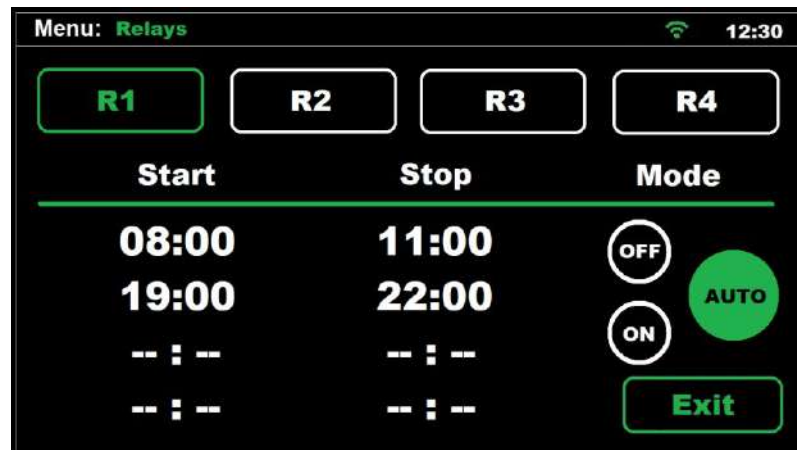 Menu: Relays 12:30
R1 R2 R3 R4
Start Stop Mode
08:00 11:00 OFF
19:00 22:00 AUTO
-- : -- -- : -- ON
-- : -- -- : -- Exit